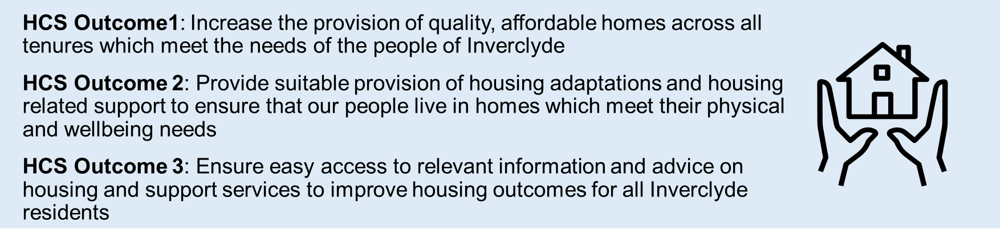 HCS Outcome1: Increase the provision of quality, affordable homes across all
tenures which meet the needs of the people of Inverclyde
HCS Outcome 2: Provide suitable provision of housing adaptations and housing
related support to ensure that our people live in homes which meet their physical
and wellbeing needs
HCS Outcome 3: Ensure easy access to relevant information and advice on
housing and support services to improve housing outcomes for all Inverclyde
residents